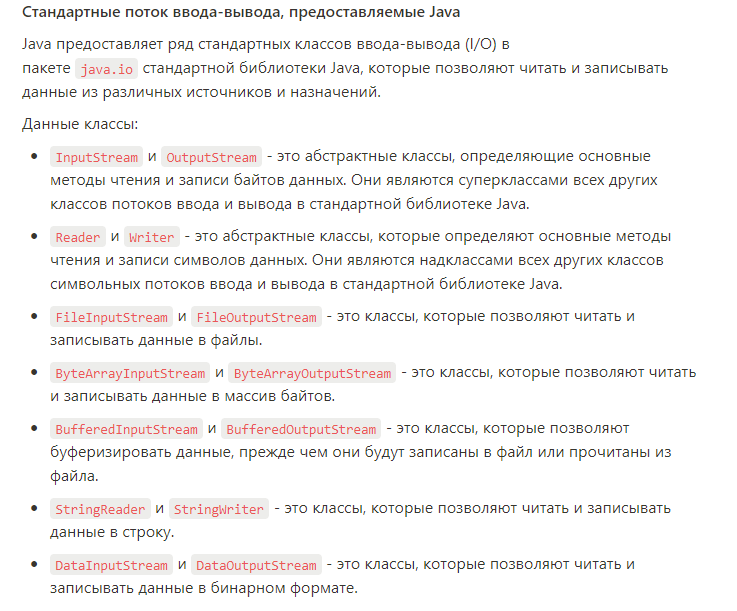 Стандартные поток ввода-вывода, предоставляемые Java
Java предоставляет ряд стандартных классов ввода-вывода (I/O) в
пакете java.io стандартной библиотеки Java, которые позволяют читать и записывать
данные из различных источников и назначений.
Данные классы:
• InputStream и OutputStream - это абстрактные классы, определяющие основные
методы чтения и записи байтов данных. Они являются суперклассами всех других
классов потоков ввода и вывода в стандартной библиотеке Java.
• Reader и Writer - это абстрактные классы, которые определяют основные методы
чтения и записи символов данных. Они являются надклассами всех других классов
символьных потоков ввода и вывода в стандартной библиотеке Java.
• FileInputStream и FileOutputStream - это классы, которые позволяют читать и
записывать данные в файлы.
• ByteArrayInputStream и ByteArrayOutputStream - это классы, которые позволяют читать
и записывать данные в массив байтов.
• BufferedInputStream и BufferedOutputStream - это классы, которые позволяют
буферизировать данные, прежде чем они будут записаны в файл или прочитаны из
файла.
• StringReader и StringWriter - это классы, которые позволяют читать и записывать
данные в строку.
• DataInputStream и DataOutputStream - это классы, которые позволяют читать и
записывать данные в бинарном формате.